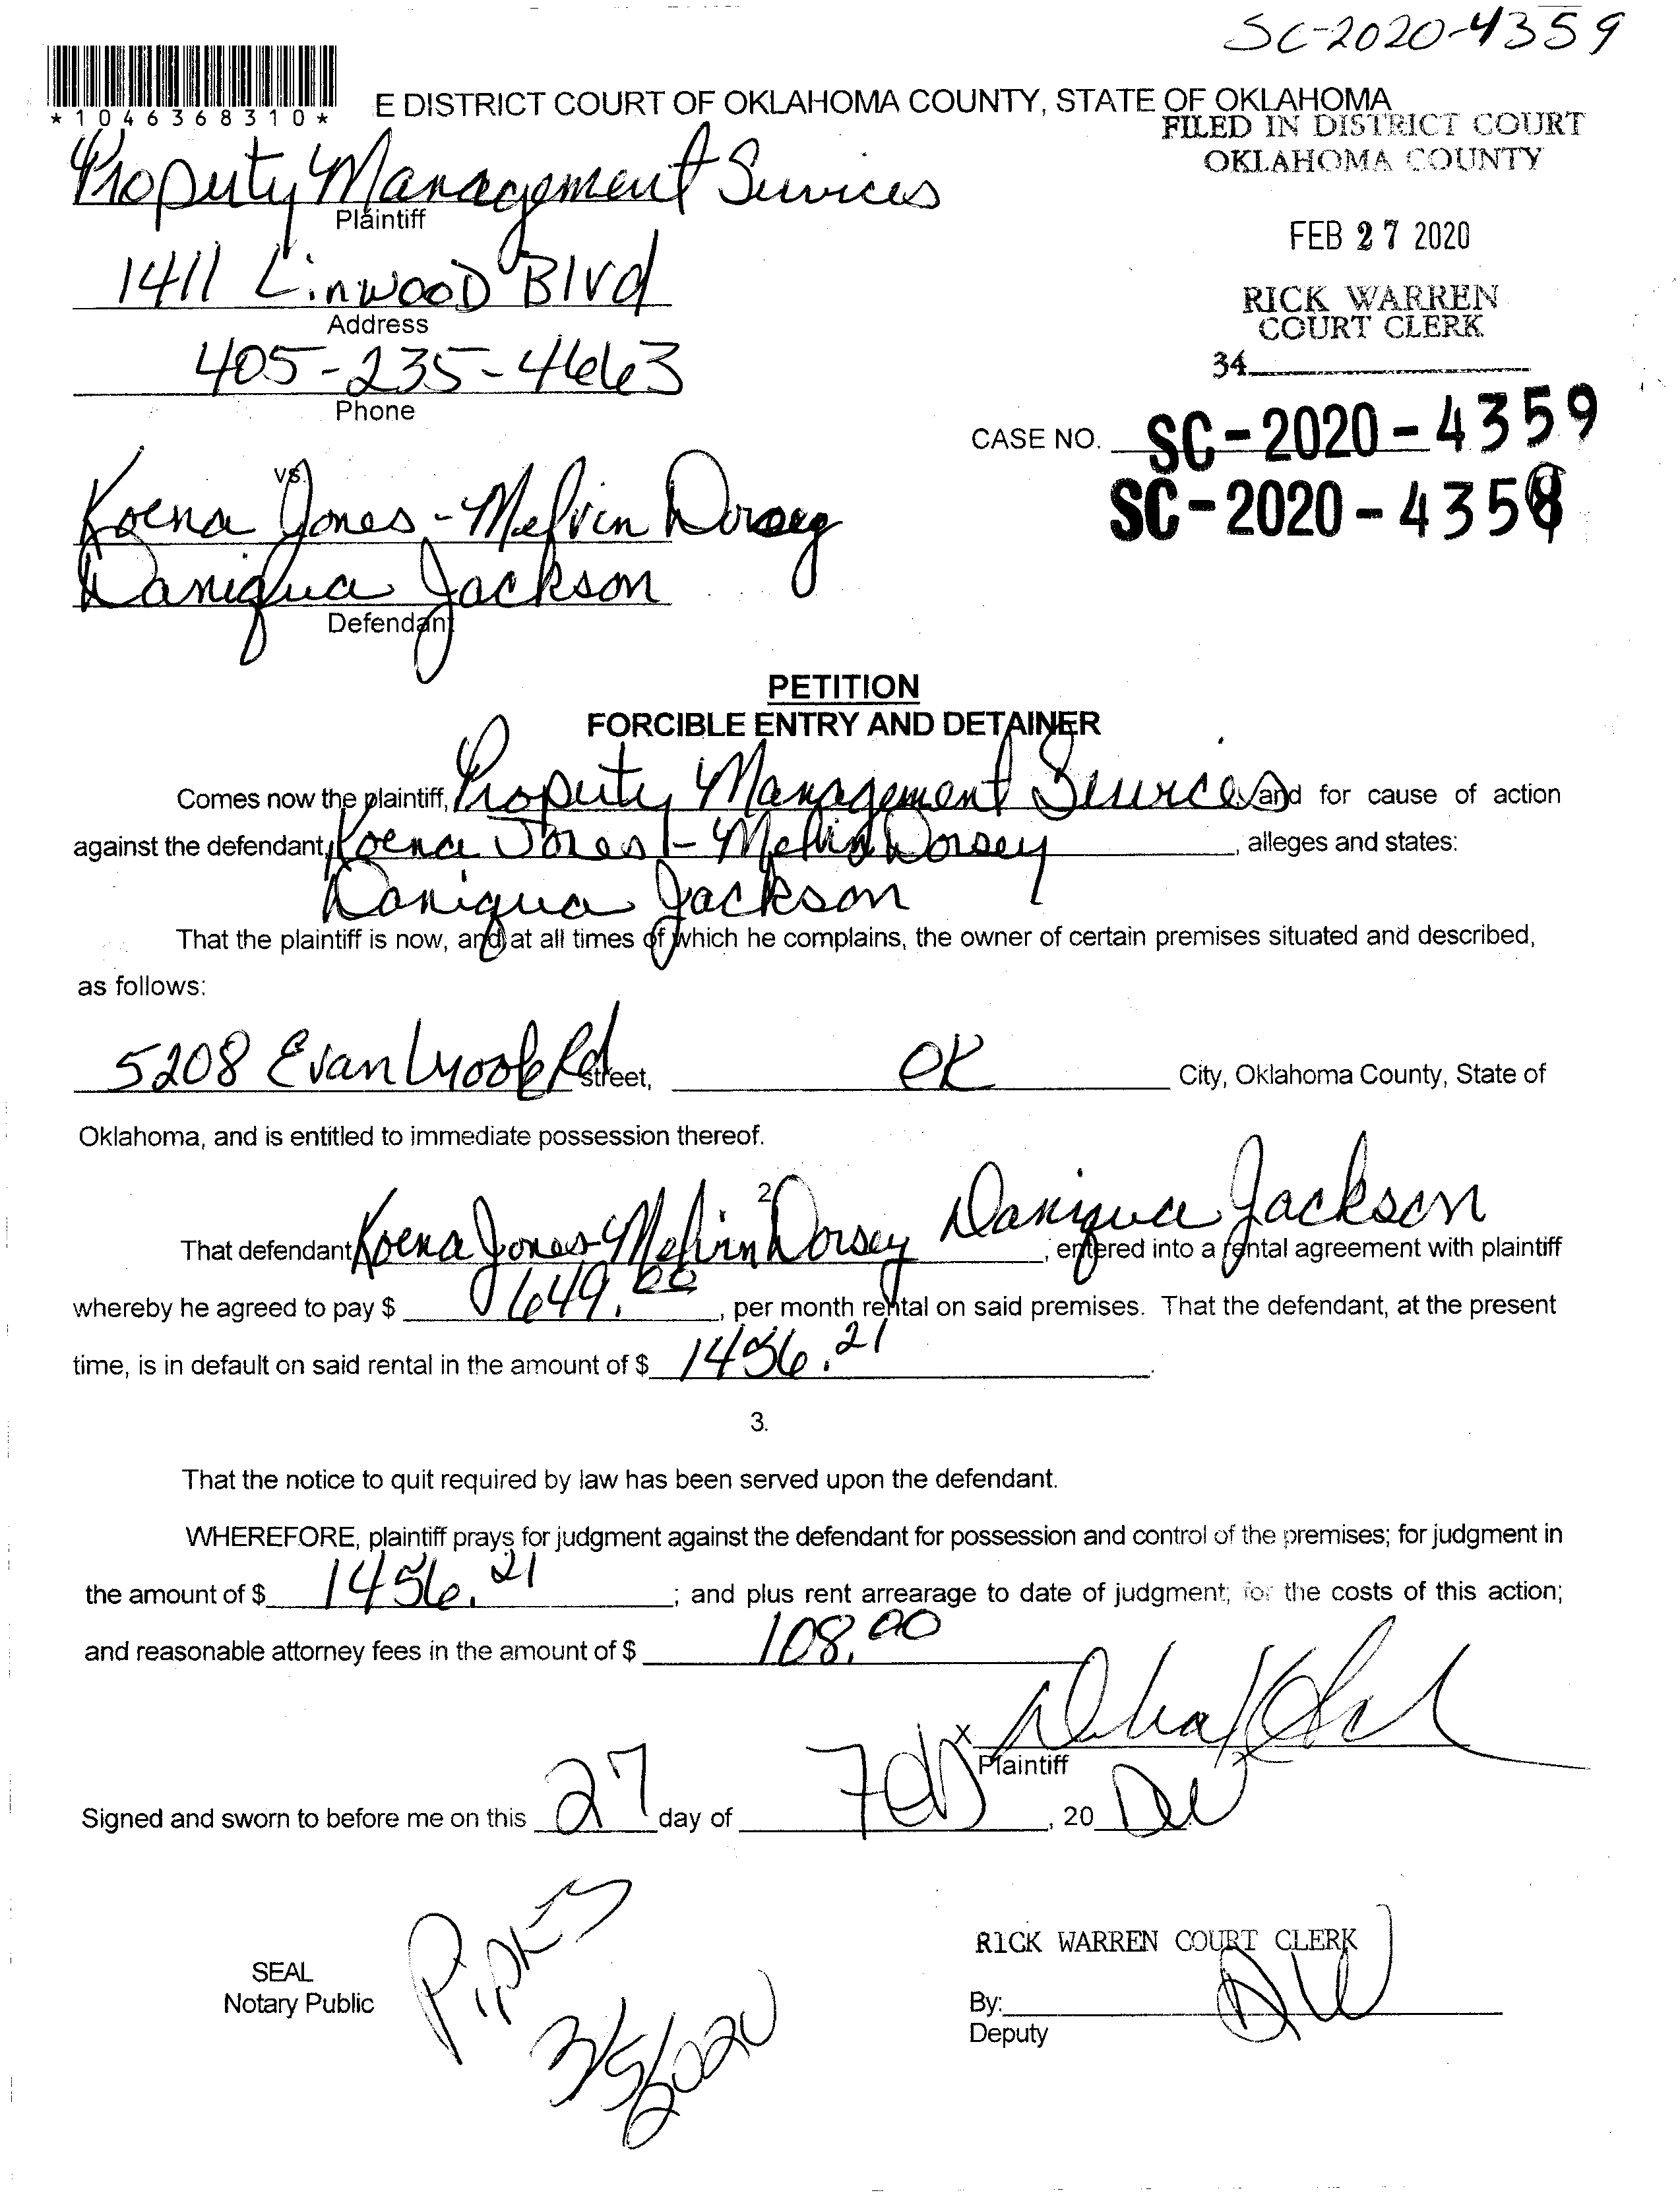 SC-2020-4359
*1046368310*
E DISTRICT COURT OF OKLAHOMA COUNTY, STATE OF OKLAHOMA
FILED IN DISTRICT COURT
OKLAHOMA COUNTY
Property Management Services
Plaintiff
FEB 27 2020
1411 Linwood Blvd
Address
RICK WARREN
COURT CLERK
405-235-4663
Phone
34
CASE NO. SC-2020-4359
vs.
Koena Jones - Melvin Dorsey
SC-2020-435
Daniqua Jackson
Defendant
PETITION
FORCIBLE ENTRY AND DETAINER
Comes now the plaintiff, Property Management Services, and for cause of action
against the defendant, Koena Jones - Melvin Dorsey, alleges and states:
Daniqua Jackson
That the plaintiff is now, and at all times of which he complains, the owner of certain premises situated and described,
as follows:
5208 Evanbrook Rd Street, OK City, Oklahoma County, State of
Oklahoma, and is entitled to immediate possession thereof.
2
That defendant Koena Jones - Melvin Dorsey Daniqua Jackson, entered into a rental agreement with plaintiff
whereby he agreed to pay $ 649.00, per month rental on said premises. That the defendant, at the present
time, is in default on said rental in the amount of $ 1456.21.
3.
That the notice to quit required by law has been served upon the defendant.
WHEREFORE, plaintiff prays for judgment against the defendant for possession and control of the premises; for judgment in
the amount of $ 1456.21; and plus rent arrearage to date of judgment; for the costs of this action;
and reasonable attorney fees in the amount of $ 108.00
X
Plaintiff
Signed and sworn to before me on this 27 day of Feb, 20
SEAL
Notary Public
3/5/2020
RICK WARREN COURT CLERK
By:
Deputy